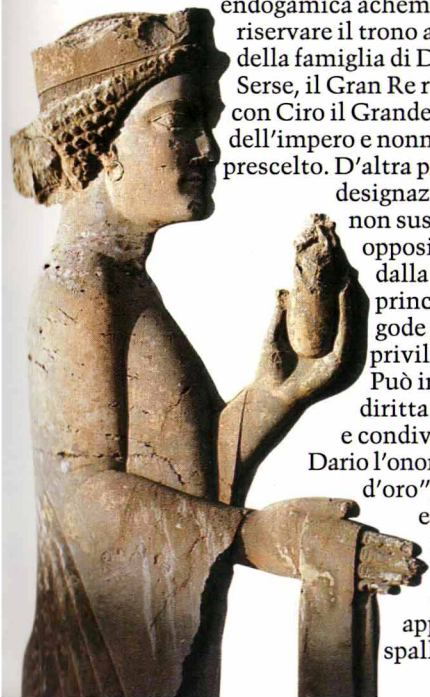 endogamica achem
riservare il trono a
della famiglia di D
Serse, il Gran Re r
con Ciro il Grande
dell'impero e nonn
prescelto. D'altra p
designaz
non sus
opposi
dalla
princ
gode
privil
Può in
diritta
e condiv
Dario l'onor
d'oro"
e
app
spall